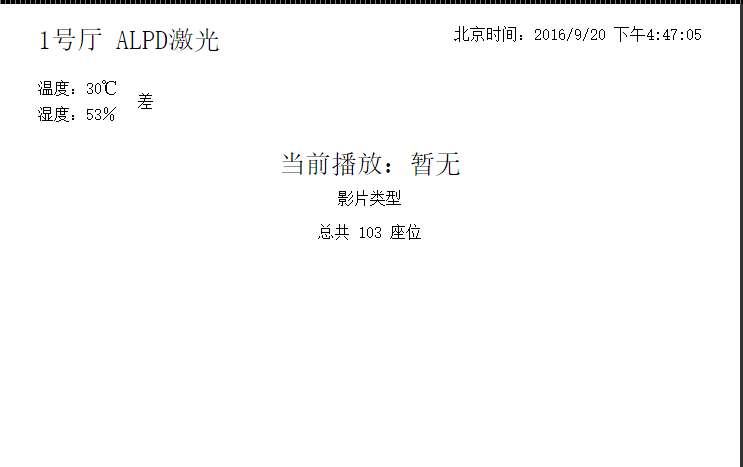 1号厅 ALPD激光
北京时间：2016/9/20 下午4:47:05
温度：30℃
差
湿度：53%
当前播放：暂无
影片类型
总共 103 座位